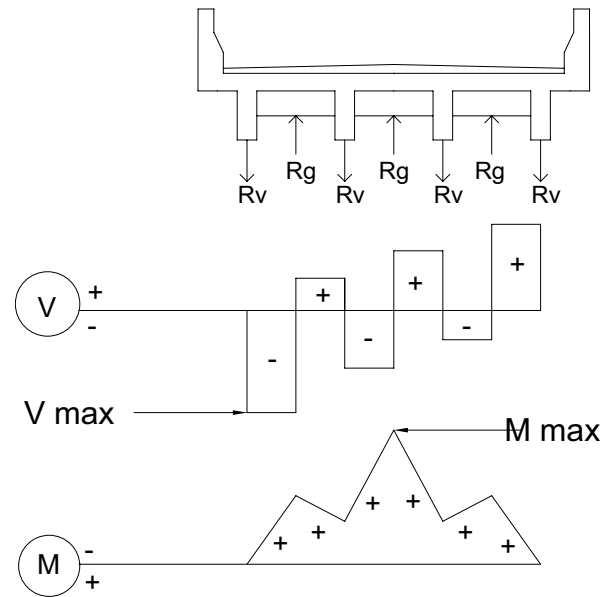 Rg Rg Rg
Rv Rv Rv Rv
+
V + + +
- - - -
V max
M max
+ + + + + + + +
-
M
+